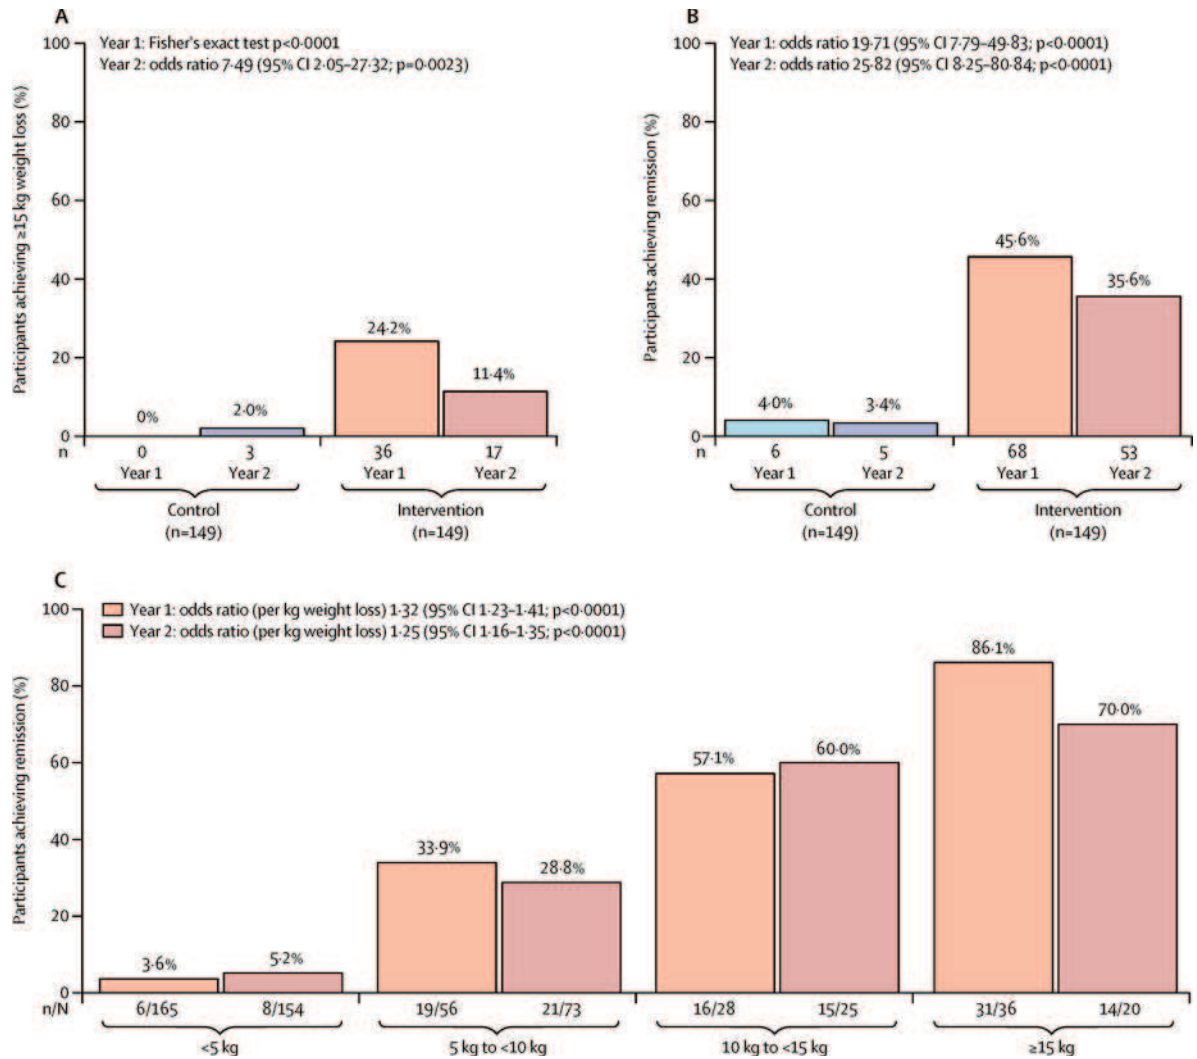 A
Year 1: Fisher's exact test p<0·0001
Year 2: odds ratio 7·49 (95% CI 2·05–27·32; p=0·0023)
Participants achieving ≥15 kg weight loss (%)
100
80
60
40
20
0
0%
2·0%
24·2%
11·4%
n 0 3 36 17
Year 1 Year 2 Year 1 Year 2
Control Intervention
(n=149) (n=149)
B
Year 1: odds ratio 19·71 (95% CI 7·79–49·83; p<0·0001)
Year 2: odds ratio 25·82 (95% CI 8·25–80·84; p<0·0001)
Participants achieving remission (%)
100
80
60
40
20
0
4·0%
3·4%
45·6%
35·6%
n 6 5 68 53
Year 1 Year 2 Year 1 Year 2
Control Intervention
(n=149) (n=149)
C
Year 1: odds ratio (per kg weight loss) 1·32 (95% CI 1·23–1·41; p<0·0001)
Year 2: odds ratio (per kg weight loss) 1·25 (95% CI 1·16–1·35; p<0·0001)
Participants achieving remission (%)
100
80
60
40
20
0
3·6%
5·2%
33·9%
28·8%
57·1%
60·0%
86·1%
70·0%
n/N 6/165 8/154 19/56 21/73 16/28 15/25 31/36 14/20
<5 kg 5 kg to <10 kg 10 kg to <15 kg ≥15 kg